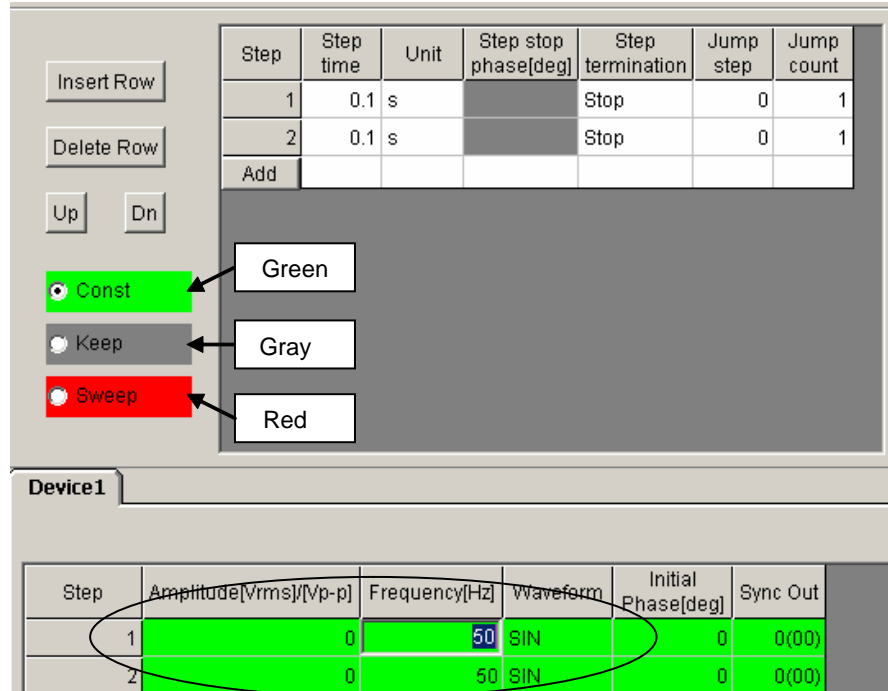 Insert Row
Delete Row
Up Dn
Const
Keep
Sweep
Step Step time Unit Step stop phase[deg] Step termination Jump step Jump count
1 0.1 s Stop 0 1
2 0.1 s Stop 0 1
Add
Green
Gray
Red
Device1
Step Amplitude[Vrms]/[Vp-p] Frequency[Hz] Waveform Initial Phase[deg] Sync Out
1 0 50 SIN 0 0(00)
2 0 50 SIN 0 0(00)